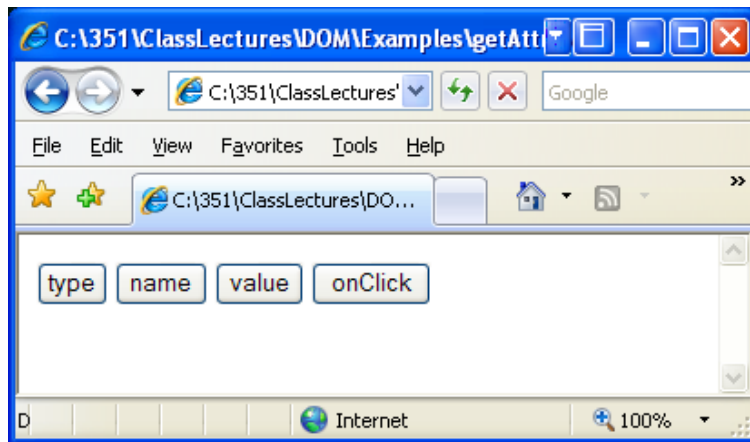 C:\351\ClassLectures\DOM\Examples\getAtt
C:\351\ClassLectures' Google
File Edit View Favorites Tools Help
C:\351\ClassLectures\DO... »
type name value onClick
D Internet 100%